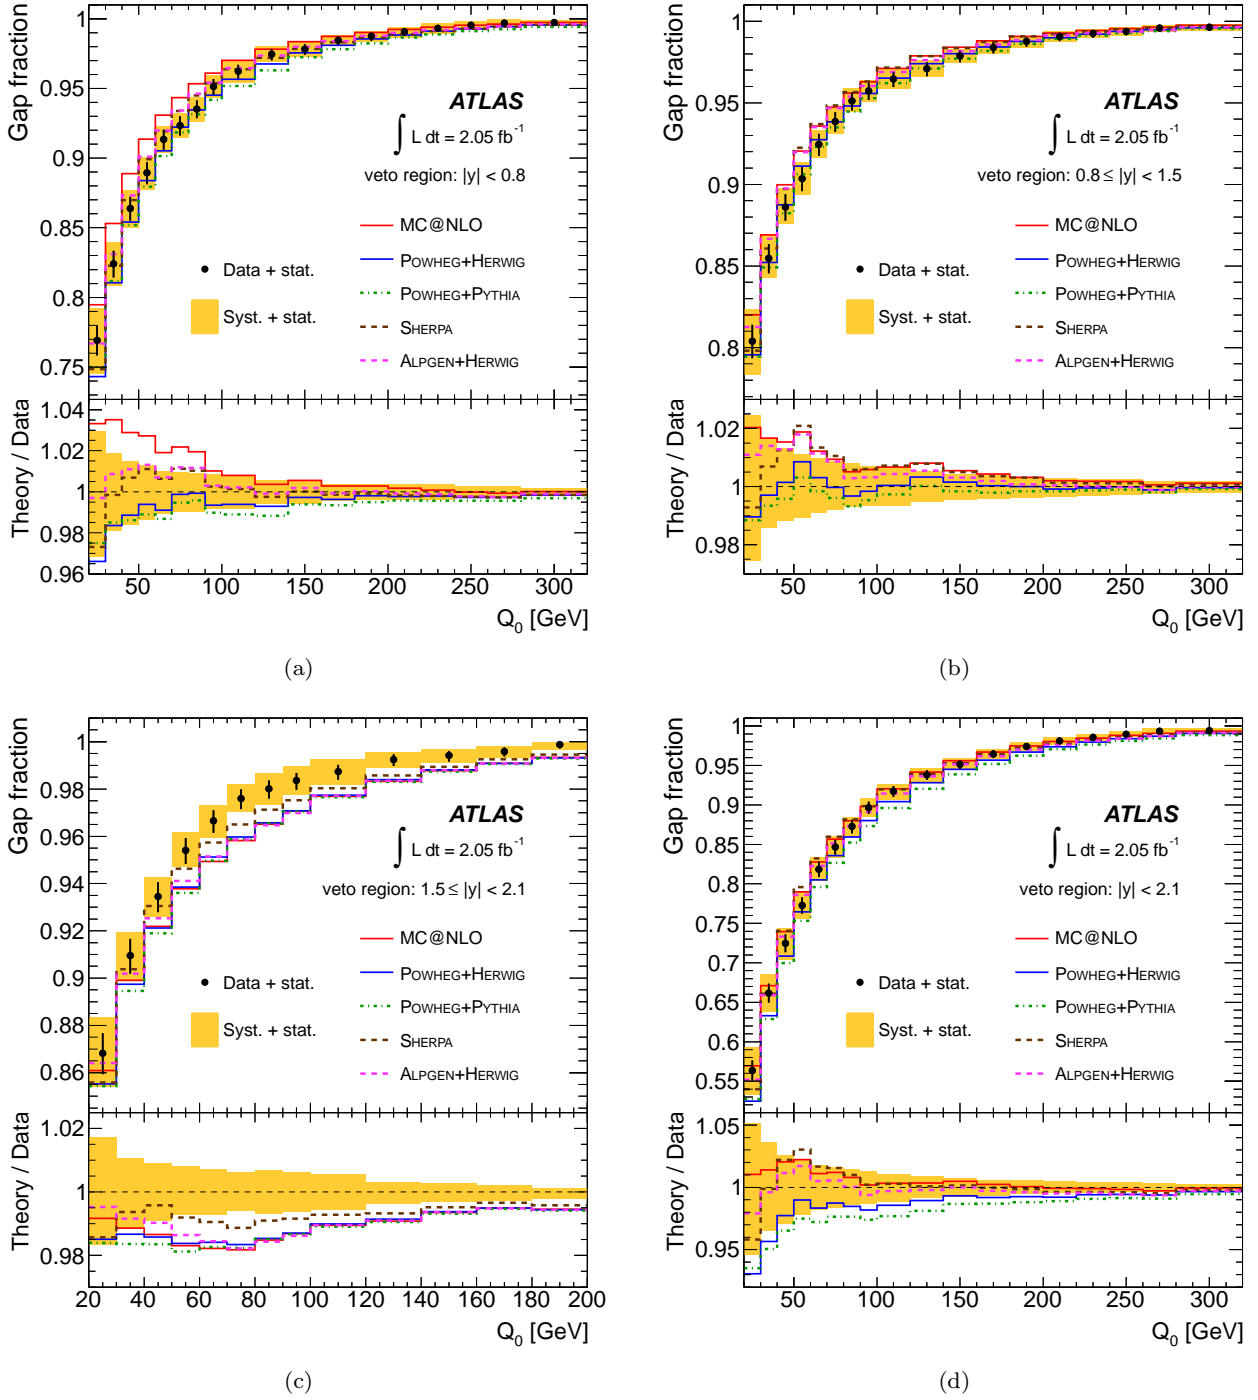 Gap fraction
1
0.95
0.9
0.85
0.8
0.75
ATLAS
∫ L dt = 2.05 fb⁻¹
veto region: |y| < 0.8
MC@NLO
Data + stat.
POWHEG+HERWIG
Syst. + stat.
POWHEG+PYTHIA
SHERPA
ALPGEN+HERWIG
Theory / Data
1.04
1.02
1
0.98
0.96
50 100 150 200 250 300
Q₀ [GeV]
(a)
Gap fraction
1
0.95
0.9
0.85
0.8
ATLAS
∫ L dt = 2.05 fb⁻¹
veto region: 0.8 ≤ |y| < 1.5
MC@NLO
Data + stat.
POWHEG+HERWIG
Syst. + stat.
POWHEG+PYTHIA
SHERPA
ALPGEN+HERWIG
Theory / Data
1.02
1
0.98
50 100 150 200 250 300
Q₀ [GeV]
(b)
Gap fraction
1
0.98
0.96
0.94
0.92
0.9
0.88
0.86
ATLAS
∫ L dt = 2.05 fb⁻¹
veto region: 1.5 ≤ |y| < 2.1
MC@NLO
Data + stat.
POWHEG+HERWIG
Syst. + stat.
POWHEG+PYTHIA
SHERPA
ALPGEN+HERWIG
Theory / Data
1.02
1
0.98
20 40 60 80 100 120 140 160 180 200
Q₀ [GeV]
(c)
Gap fraction
1
0.95
0.9
0.85
0.8
0.75
0.7
0.65
0.6
0.55
ATLAS
∫ L dt = 2.05 fb⁻¹
veto region: |y| < 2.1
MC@NLO
Data + stat.
POWHEG+HERWIG
Syst. + stat.
POWHEG+PYTHIA
SHERPA
ALPGEN+HERWIG
Theory / Data
1.05
1
0.95
50 100 150 200 250 300
Q₀ [GeV]
(d)